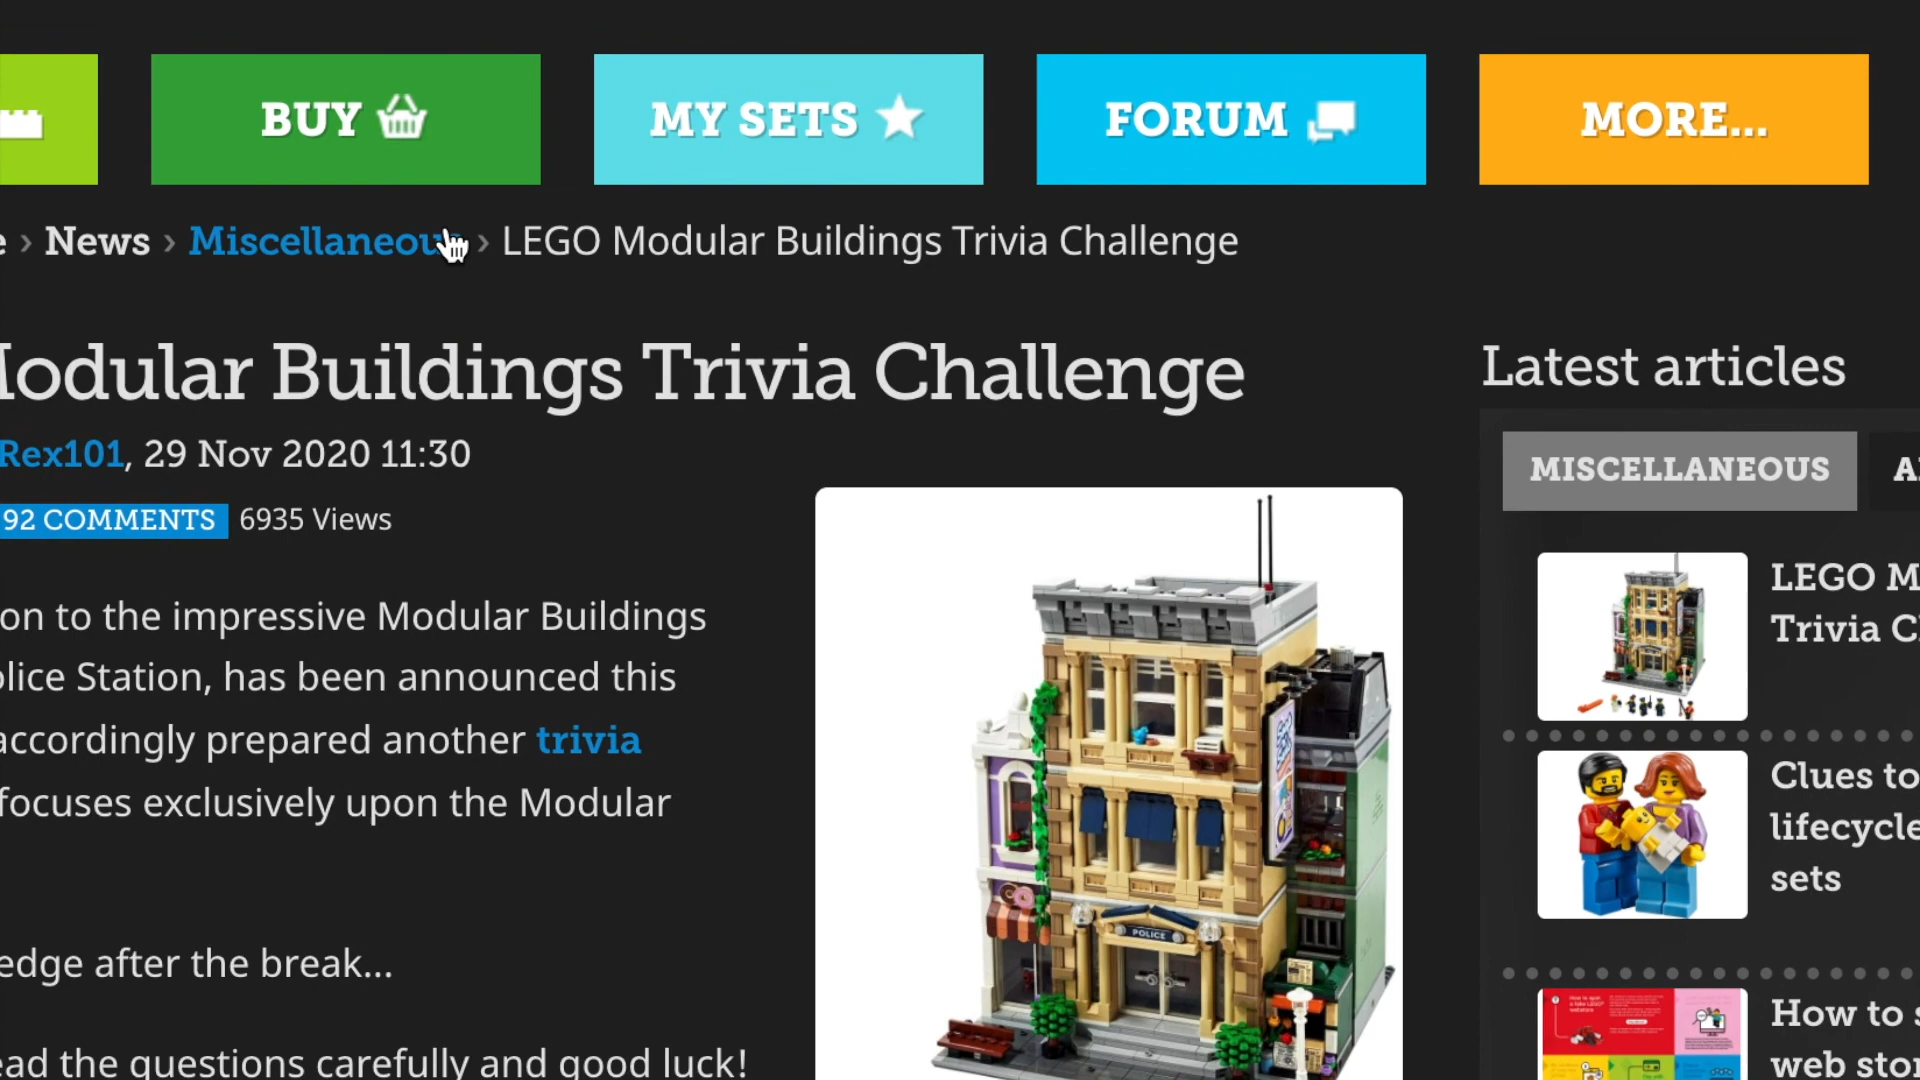 BUY
MY SETS
FORUM
MORE...
News › Miscellaneous › LEGO Modular Buildings Trivia Challenge
Modular Buildings Trivia Challenge
Rex101, 29 Nov 2020 11:30
92 COMMENTS 6935 Views
on to the impressive Modular Buildings
lice Station, has been announced this
accordingly prepared another trivia
focuses exclusively upon the Modular
edge after the break...
ead the questions carefully and good luck!
POLICE
Latest articles
MISCELLANEOUS
LEGO M
Trivia C
Clues to
lifecycle
sets
How to s
web stor